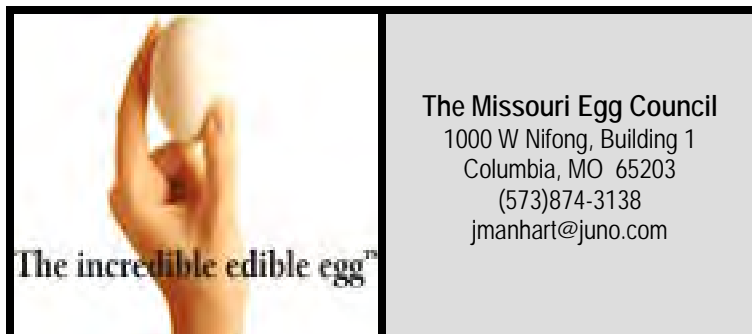 The incredible edible egg™
The Missouri Egg Council
1000 W Nifong, Building 1
Columbia, MO  65203
(573)874-3138
jmanhart@juno.com